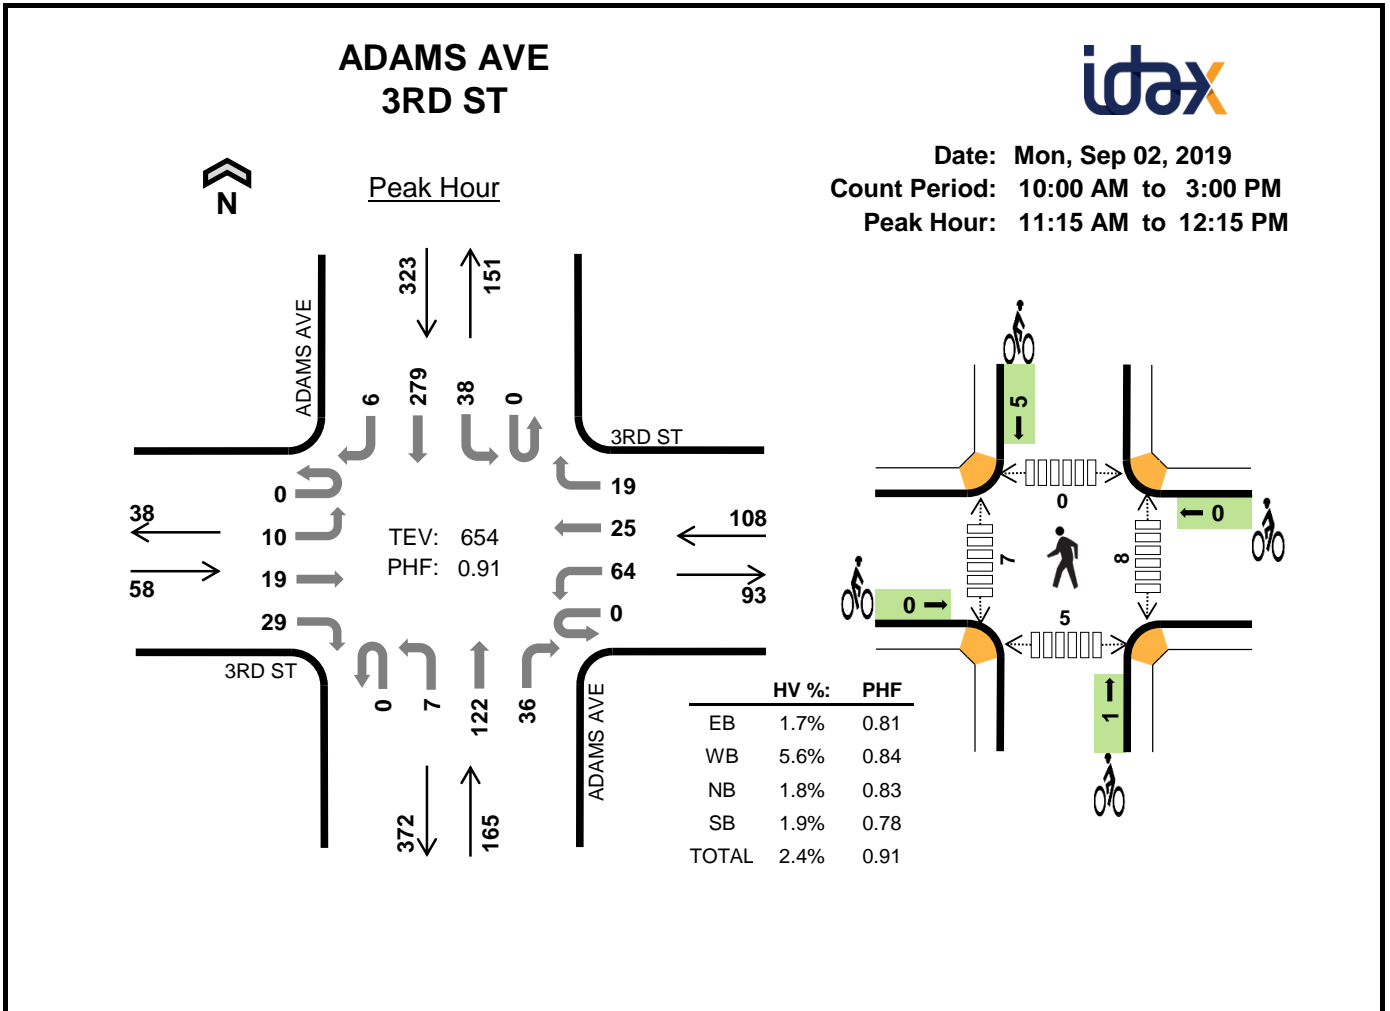 ADAMS AVE
3RD ST
idax
Date: Mon, Sep 02, 2019
Count Period: 10:00 AM to 3:00 PM
Peak Hour: 11:15 AM to 12:15 PM
N
Peak Hour
323
151
ADAMS AVE
6
279
38
0
3RD ST
0
10
19
29
19
25
64
0
38
58
108
93
TEV: 654
PHF: 0.91
3RD ST
0
7
122
36
ADAMS AVE
372
165
5
0
0
7
8
0
5
1
HV %: PHF
EB 1.7% 0.81
WB 5.6% 0.84
NB 1.8% 0.83
SB 1.9% 0.78
TOTAL 2.4% 0.91